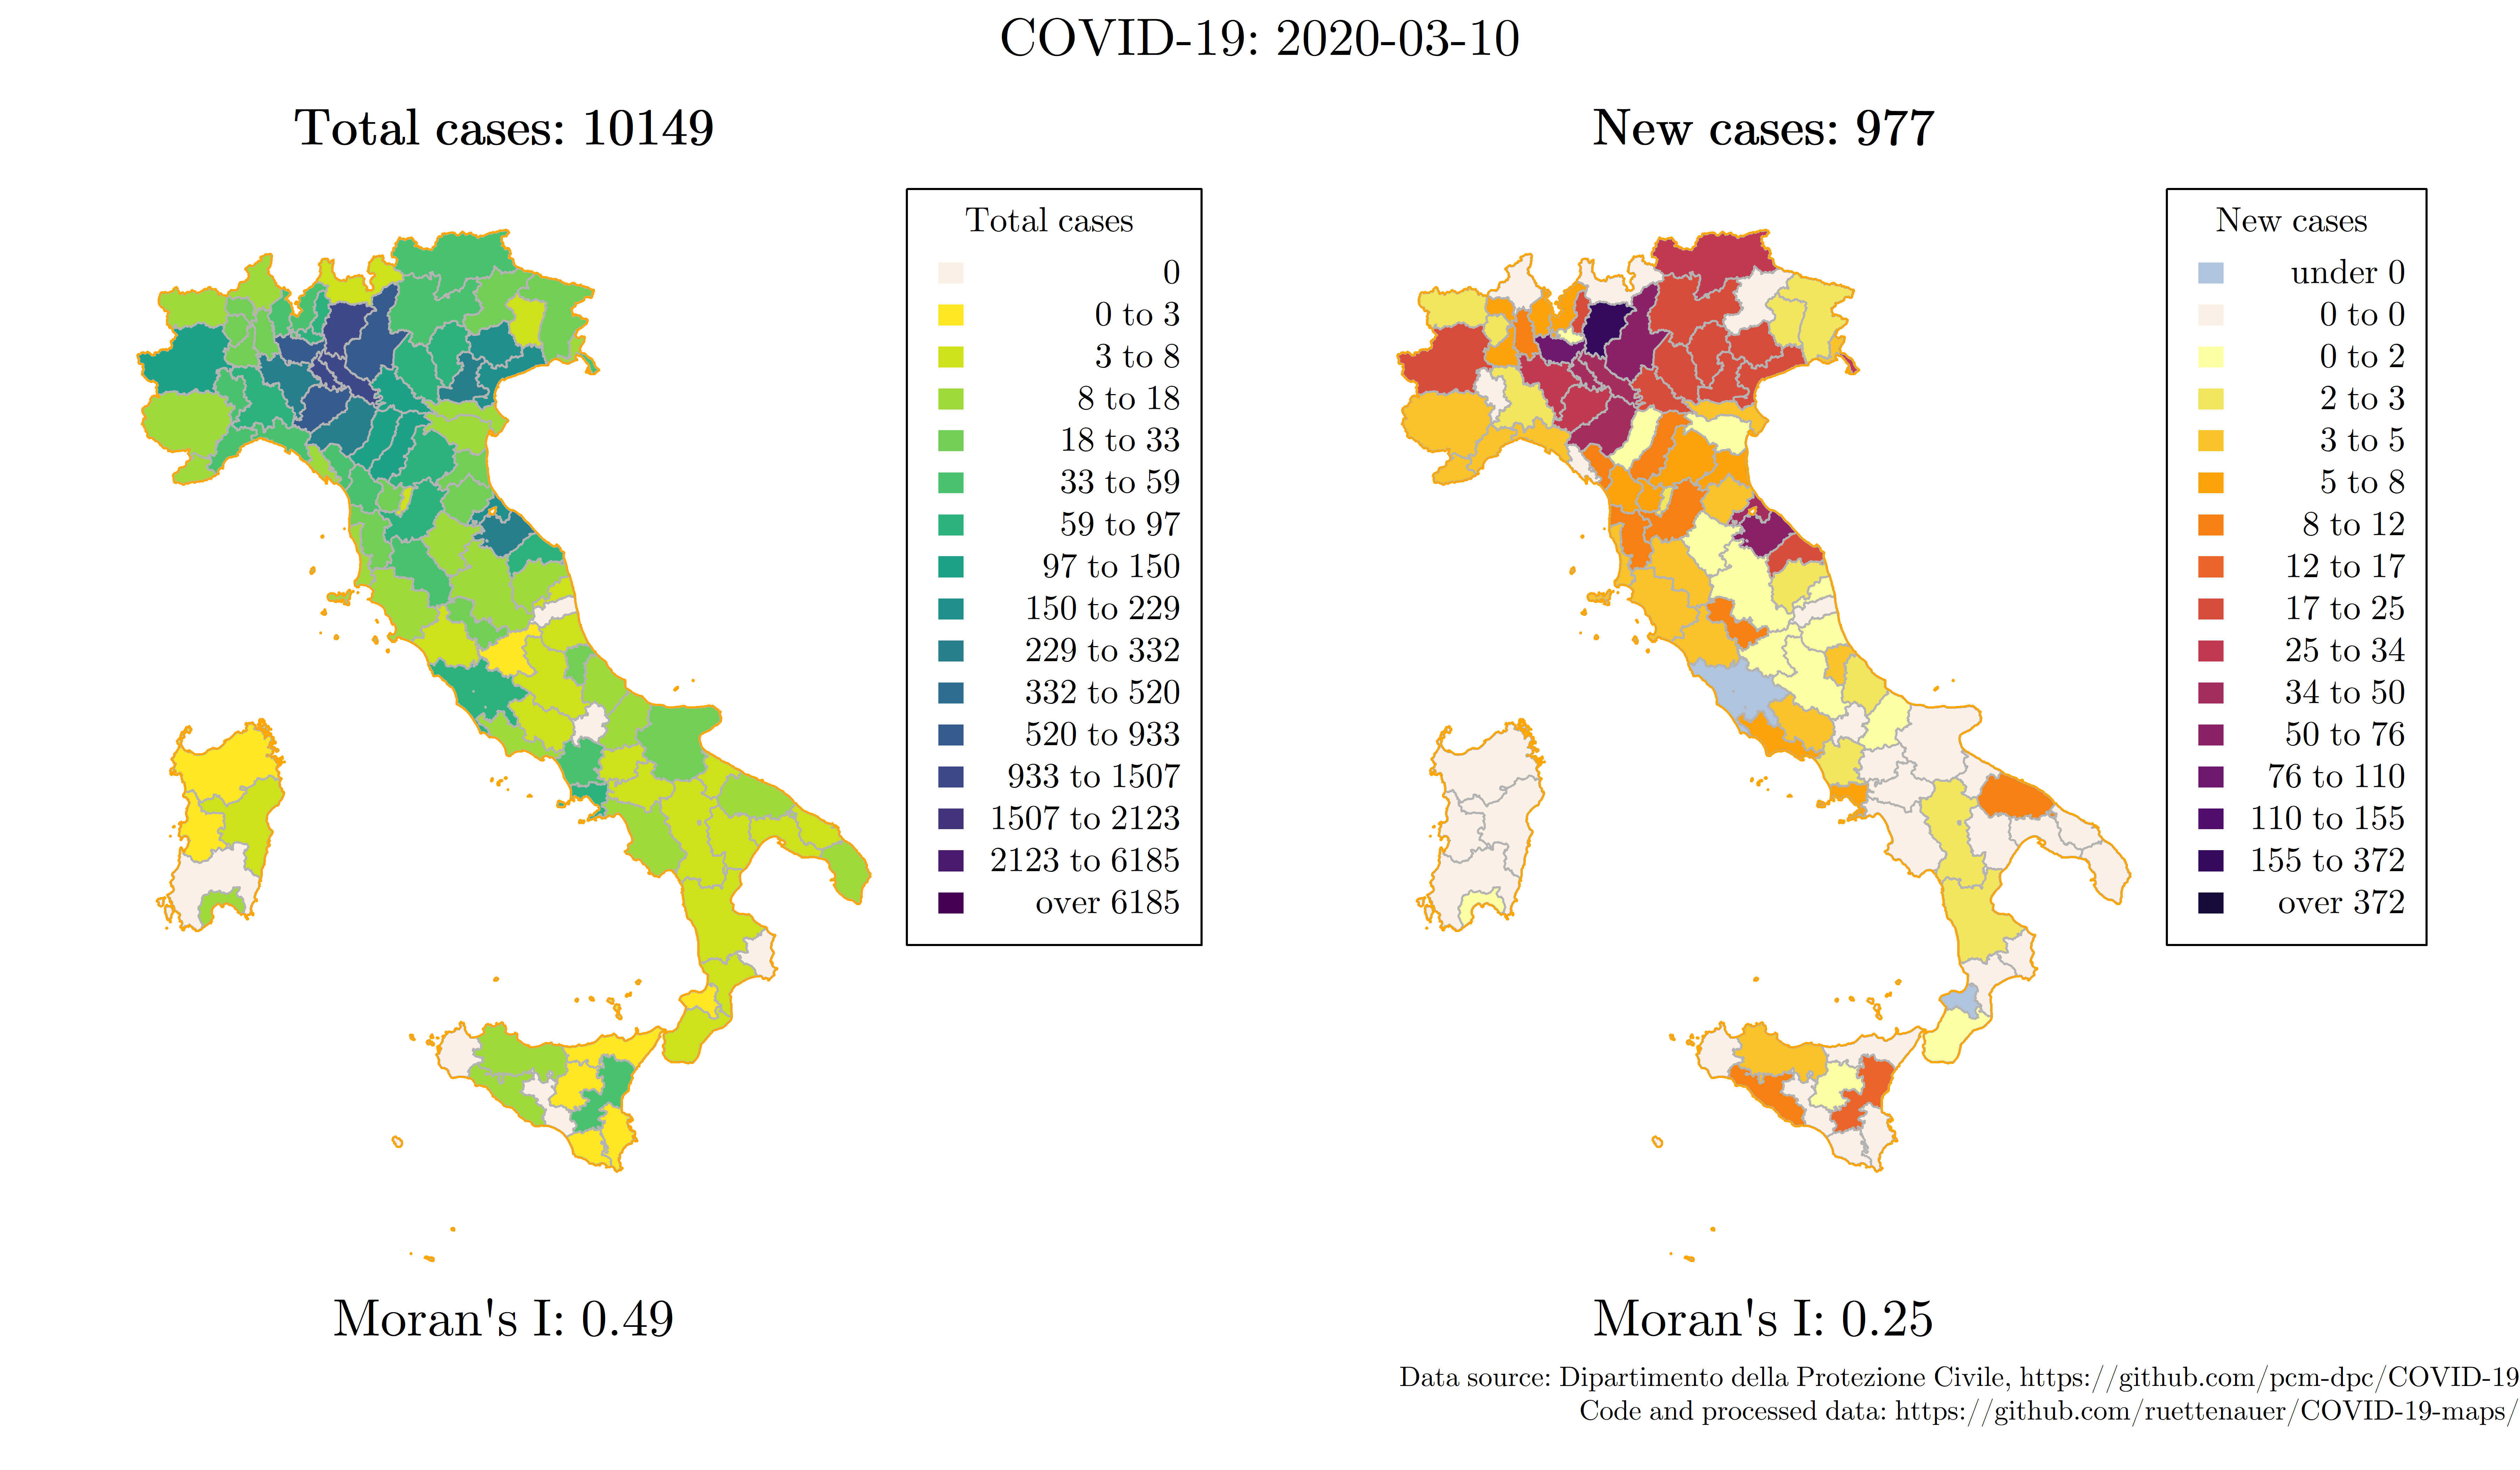 COVID-19: 2020-03-10
Total cases: 10149
Total cases
0
0 to 3
3 to 8
8 to 18
18 to 33
33 to 59
59 to 97
97 to 150
150 to 229
229 to 332
332 to 520
520 to 933
933 to 1507
1507 to 2123
2123 to 6185
over 6185
Moran's I: 0.49
New cases: 977
New cases
under 0
0 to 0
0 to 2
2 to 3
3 to 5
5 to 8
8 to 12
12 to 17
17 to 25
25 to 34
34 to 50
50 to 76
76 to 110
110 to 155
155 to 372
over 372
Moran's I: 0.25
Data source: Dipartimento della Protezione Civile, https://github.com/pcm-dpc/COVID-19
Code and processed data: https://github.com/ruettenauer/COVID-19-maps/